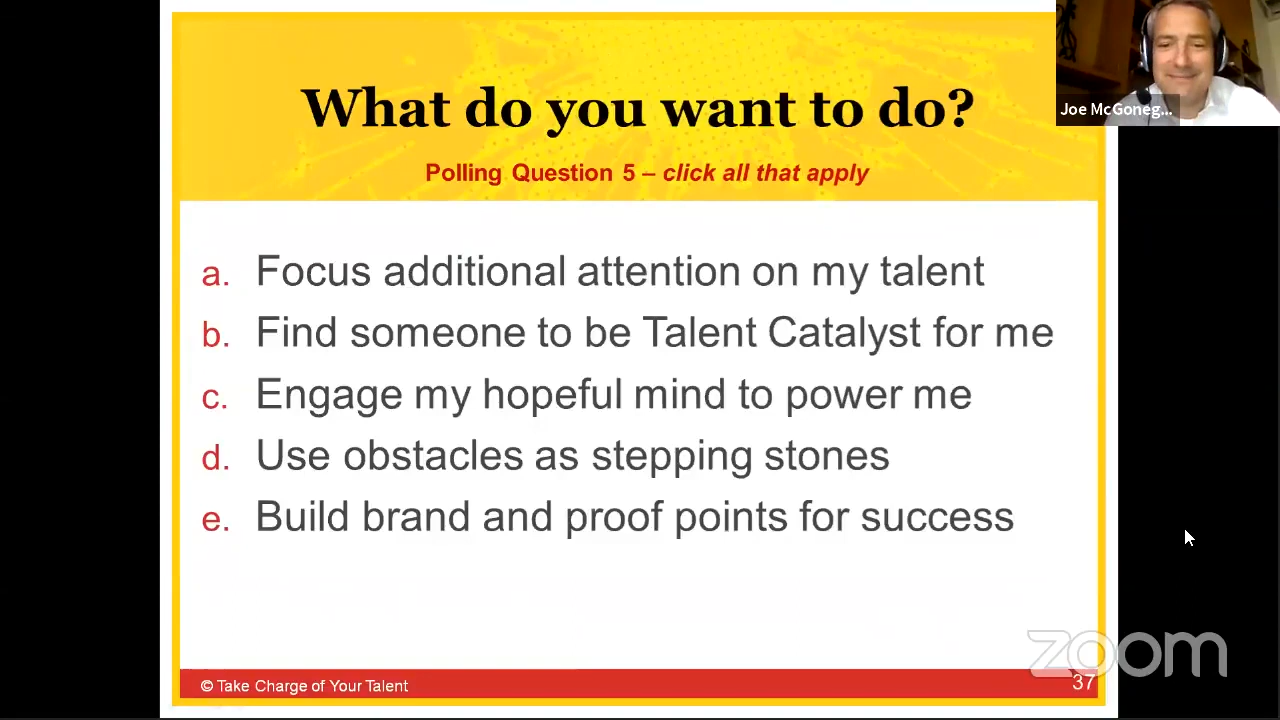 What do you want to do?
Polling Question 5 – click all that apply
Joe McGoneg...
a. Focus additional attention on my talent
b. Find someone to be Talent Catalyst for me
c. Engage my hopeful mind to power me
d. Use obstacles as stepping stones
e. Build brand and proof points for success
zoom
© Take Charge of Your Talent
37